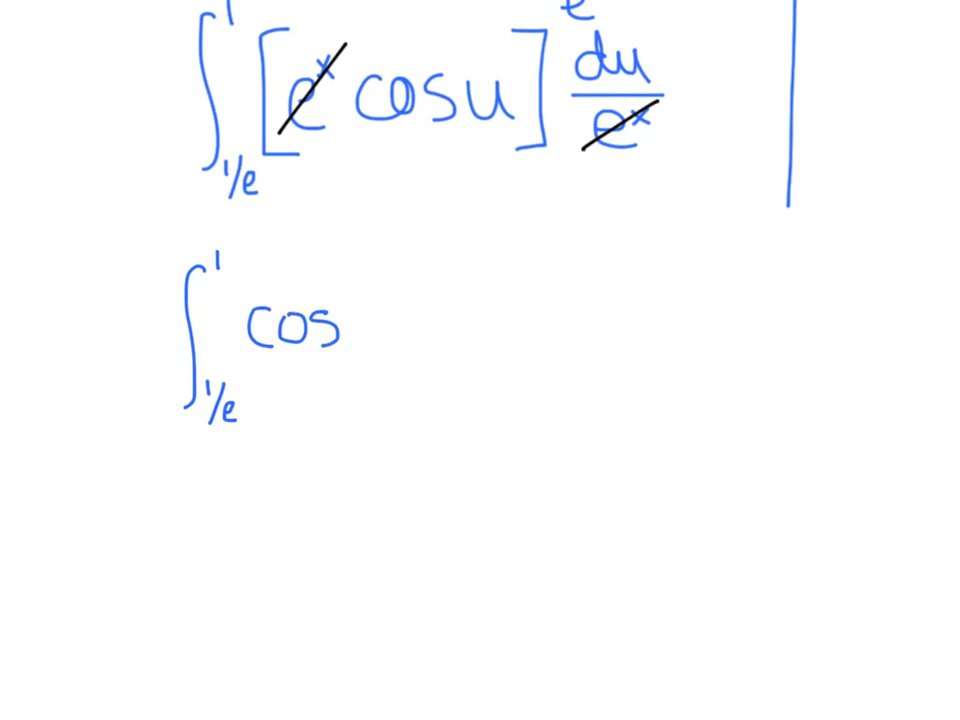 ∫_{1/e}^{1} [e^x cos u] du/e^x
∫_{1/e}^{1} cos